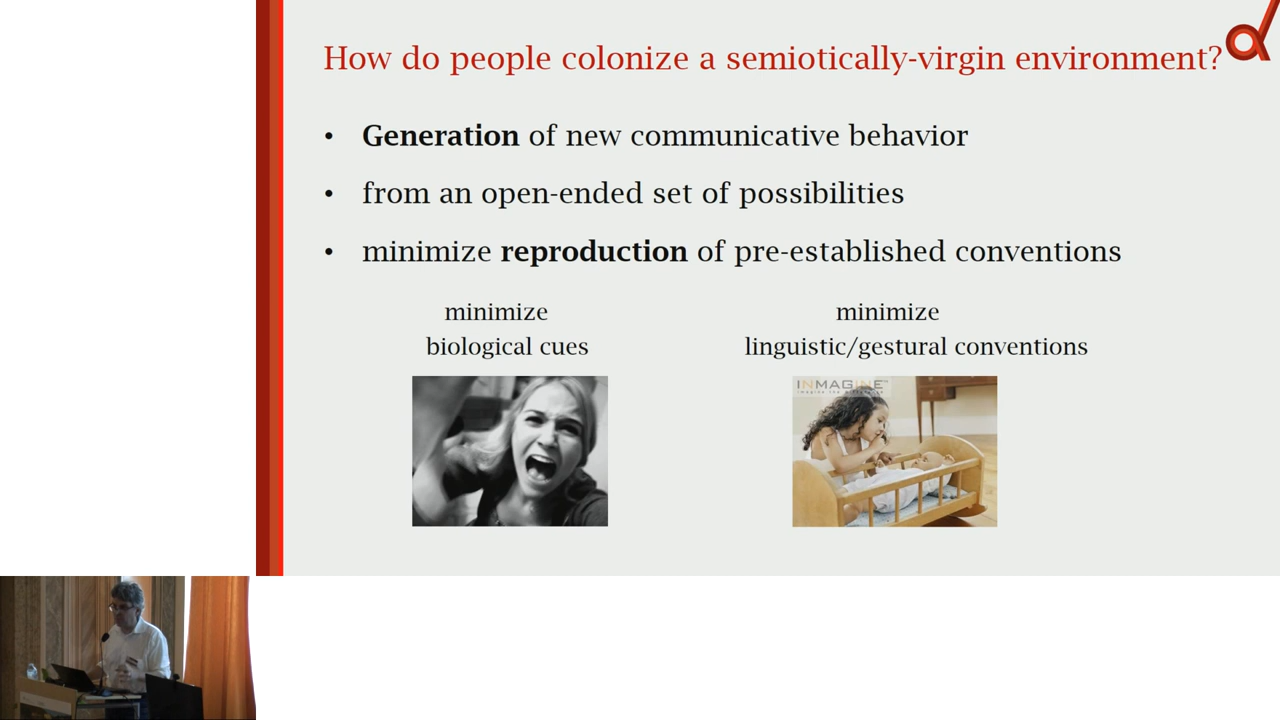 How do people colonize a semiotically-virgin environment?
• Generation of new communicative behavior
• from an open-ended set of possibilities
• minimize reproduction of pre-established conventions
minimize
biological cues
minimize
linguistic/gestural conventions
INMAGINE